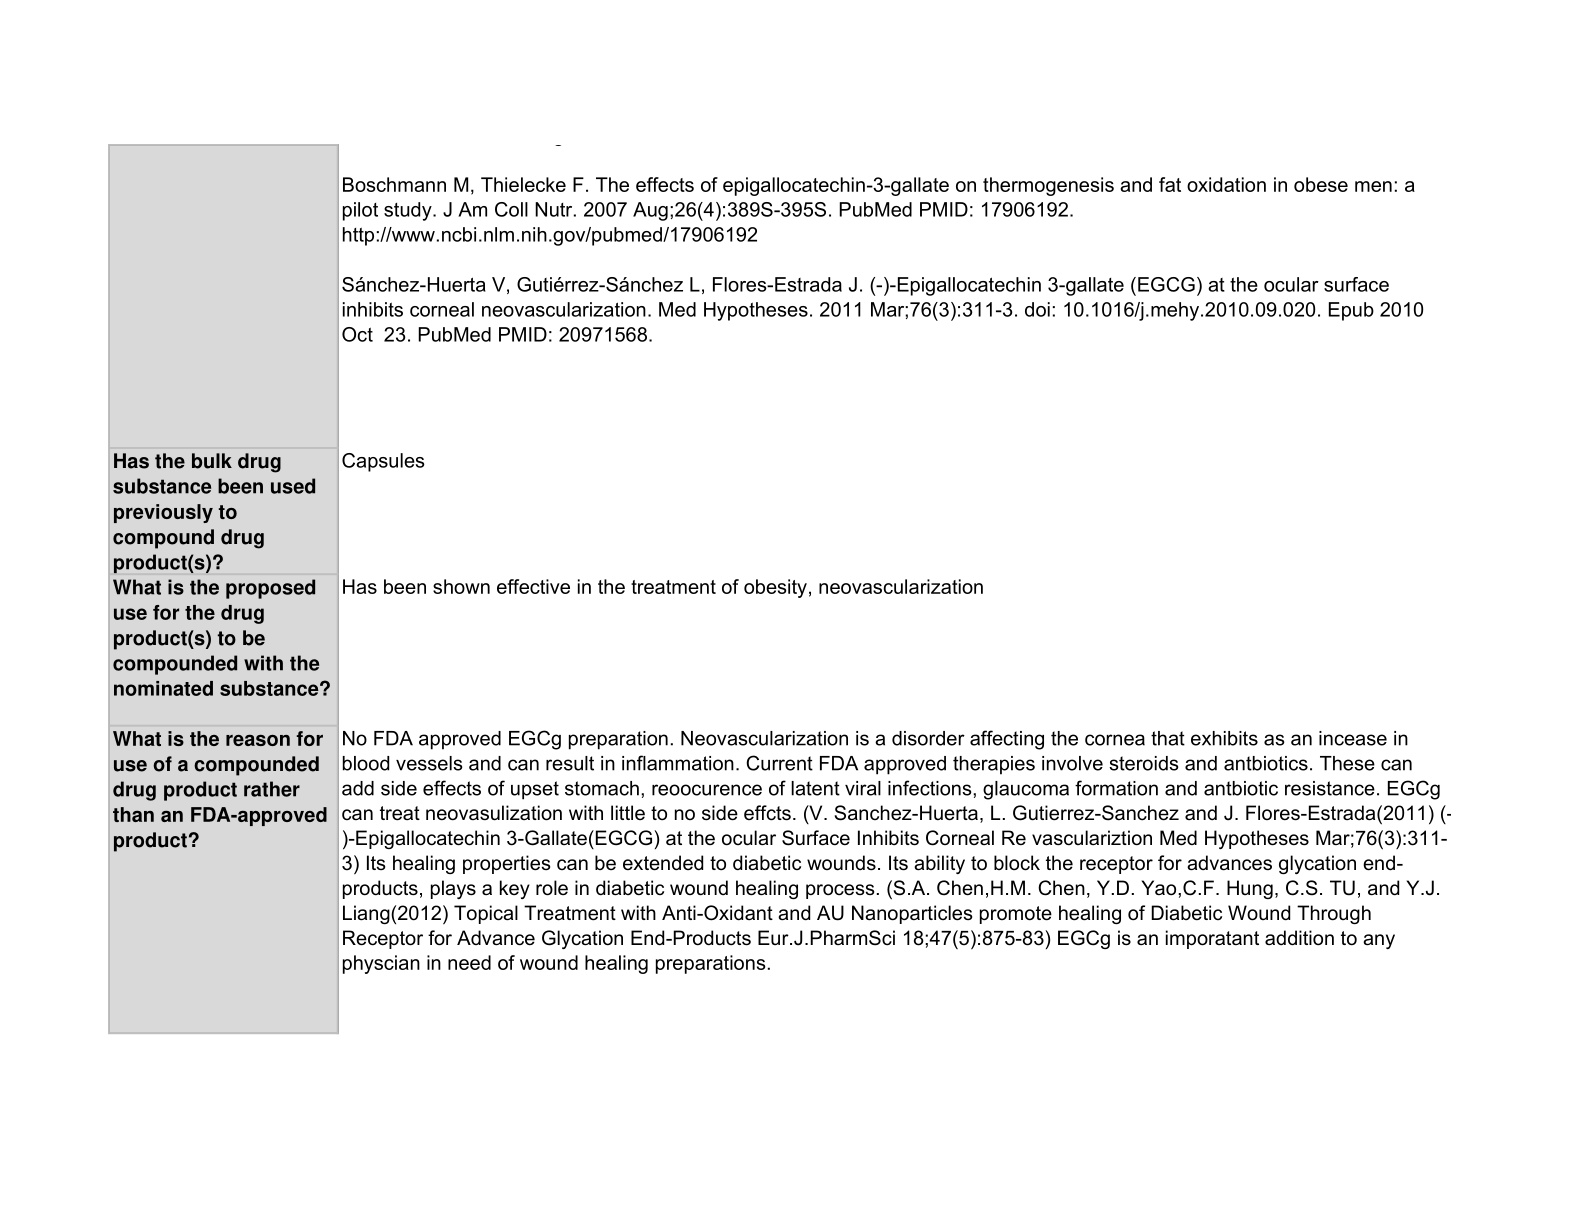 Boschmann M, Thielecke F. The effects of epigallocatechin-3-gallate on thermogenesis and fat oxidation in obese men: a
pilot study. J Am Coll Nutr. 2007 Aug;26(4):389S-395S. PubMed PMID: 17906192.
http://www.ncbi.nlm.nih.gov/pubmed/17906192
Sánchez-Huerta V, Gutiérrez-Sánchez L, Flores-Estrada J. (-)-Epigallocatechin 3-gallate (EGCG) at the ocular surface
inhibits corneal neovascularization. Med Hypotheses. 2011 Mar;76(3):311-3. doi: 10.1016/j.mehy.2010.09.020. Epub 2010
Oct  23. PubMed PMID: 20971568.
Has the bulk drug
substance been used
previously to
compound drug
product(s)?
Capsules
What is the proposed
use for the drug
product(s) to be
compounded with the
nominated substance?
Has been shown effective in the treatment of obesity, neovascularization
What is the reason for
use of a compounded
drug product rather
than an FDA-approved
product?
No FDA approved EGCg preparation. Neovascularization is a disorder affecting the cornea that exhibits as an incease in
blood vessels and can result in inflammation. Current FDA approved therapies involve steroids and antbiotics. These can
add side effects of upset stomach, reoocurence of latent viral infections, glaucoma formation and antbiotic resistance. EGCg
can treat neovasulization with little to no side effcts. (V. Sanchez-Huerta, L. Gutierrez-Sanchez and J. Flores-Estrada(2011) (-
)-Epigallocatechin 3-Gallate(EGCG) at the ocular Surface Inhibits Corneal Re vasculariztion Med Hypotheses Mar;76(3):311-
3) Its healing properties can be extended to diabetic wounds. Its ability to block the receptor for advances glycation end-
products, plays a key role in diabetic wound healing process. (S.A. Chen,H.M. Chen, Y.D. Yao,C.F. Hung, C.S. TU, and Y.J.
Liang(2012) Topical Treatment with Anti-Oxidant and AU Nanoparticles promote healing of Diabetic Wound Through
Receptor for Advance Glycation End-Products Eur.J.PharmSci 18;47(5):875-83) EGCg is an imporatant addition to any
physcian in need of wound healing preparations.